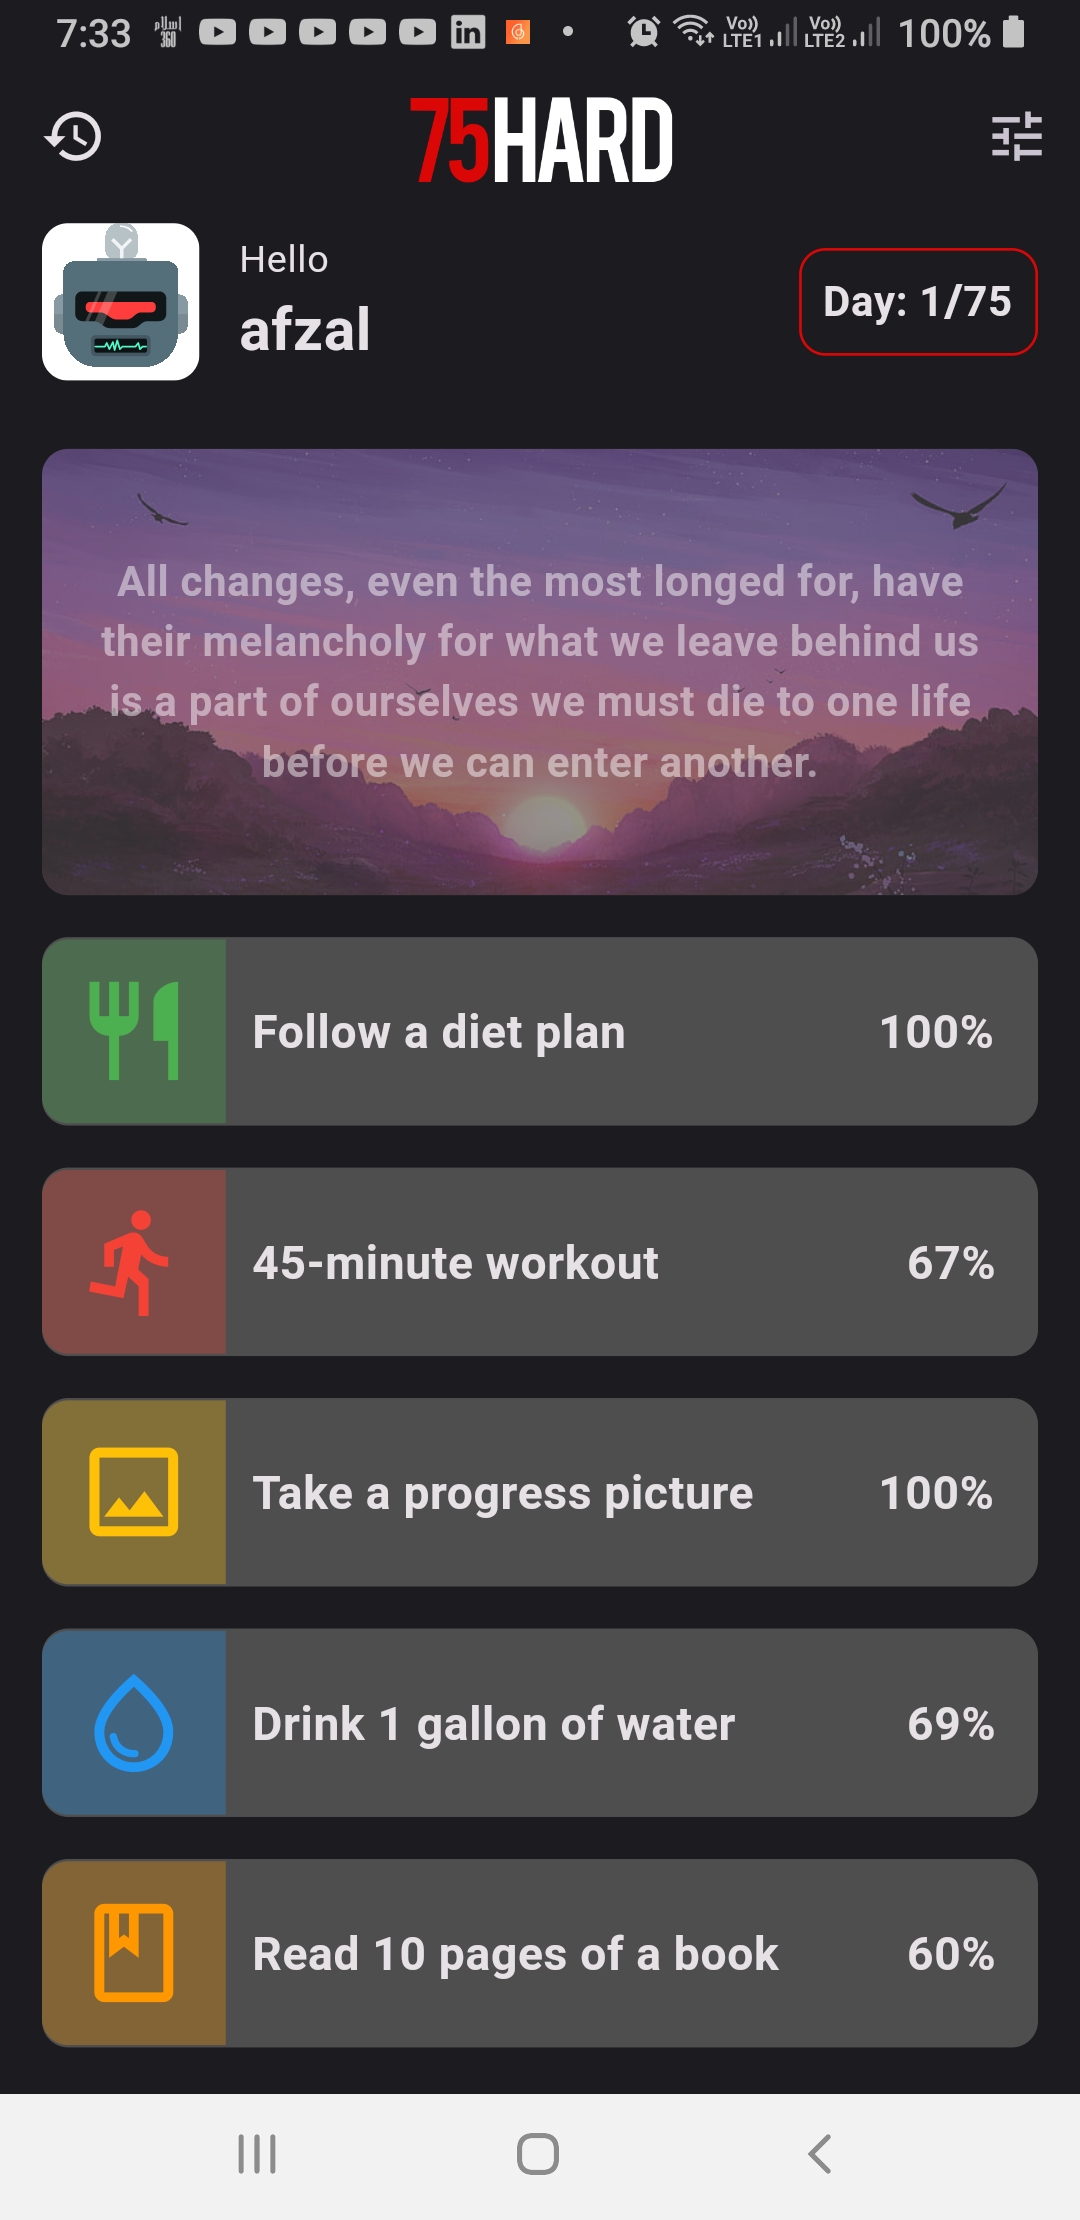 7:33
360
in
Vo))
LTE1
Vo))
LTE2
100%
75HARD
Hello
afzal
Day: 1/75
All changes, even the most longed for, have
their melancholy for what we leave behind us
is a part of ourselves we must die to one life
before we can enter another.
Follow a diet plan
100%
45-minute workout
67%
Take a progress picture
100%
Drink 1 gallon of water
69%
Read 10 pages of a book
60%